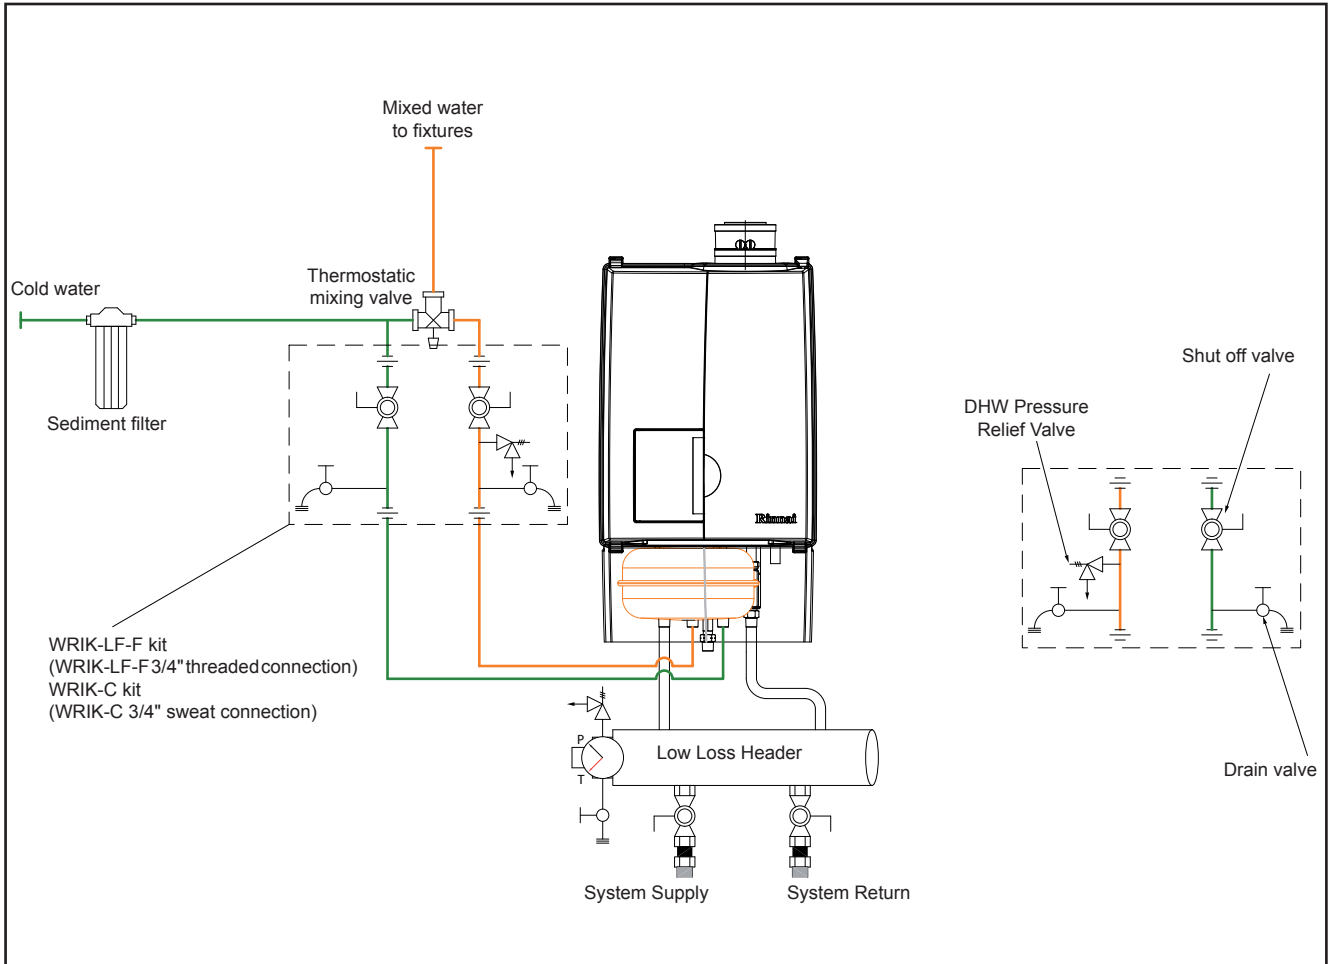 Mixed water
to fixtures
Thermostatic
mixing valve
Cold water
Sediment filter
Shut off valve
DHW Pressure
Relief Valve
Rinnai
WRIK-LF-F kit
(WRIK-LF-F 3/4" threaded connection)
WRIK-C kit
(WRIK-C 3/4" sweat connection)
P
T
Low Loss Header
Drain valve
System Supply
System Return